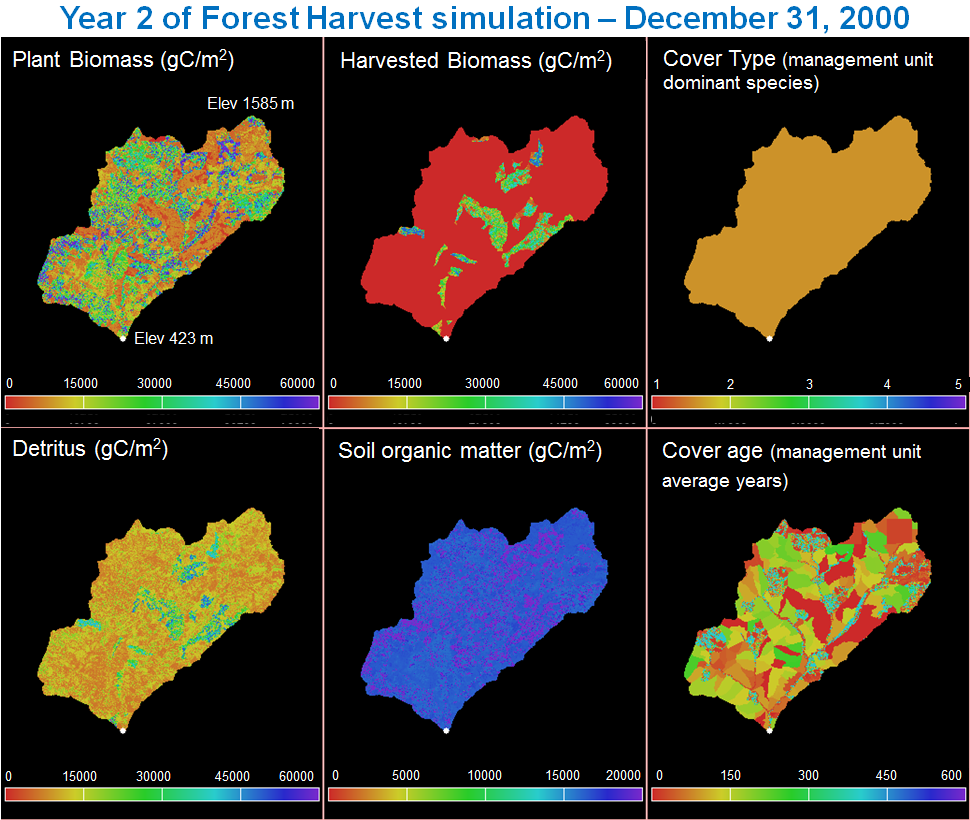 Year 2 of Forest Harvest simulation – December 31, 2000
Plant Biomass (gC/m²)
Elev 1585 m
Elev 423 m
0 15000 30000 45000 60000
Harvested Biomass (gC/m²)
0 15000 30000 45000 60000
Cover Type (management unit
dominant species)
1 2 3 4 5
Detritus (gC/m²)
0 15000 30000 45000 60000
Soil organic matter (gC/m²)
0 5000 10000 15000 20000
Cover age (management unit
average years)
0 150 300 450 600